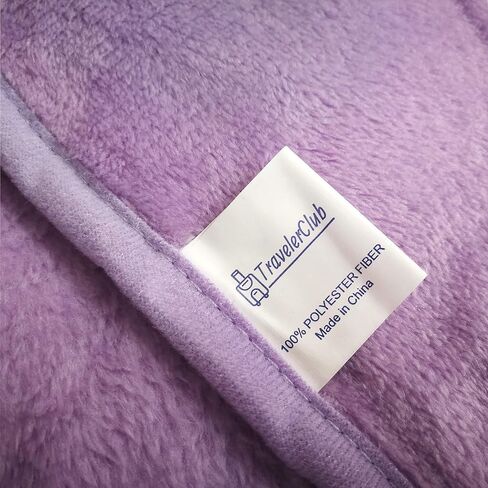 TravelerClub
100% POLYESTER FIBER
Made in China